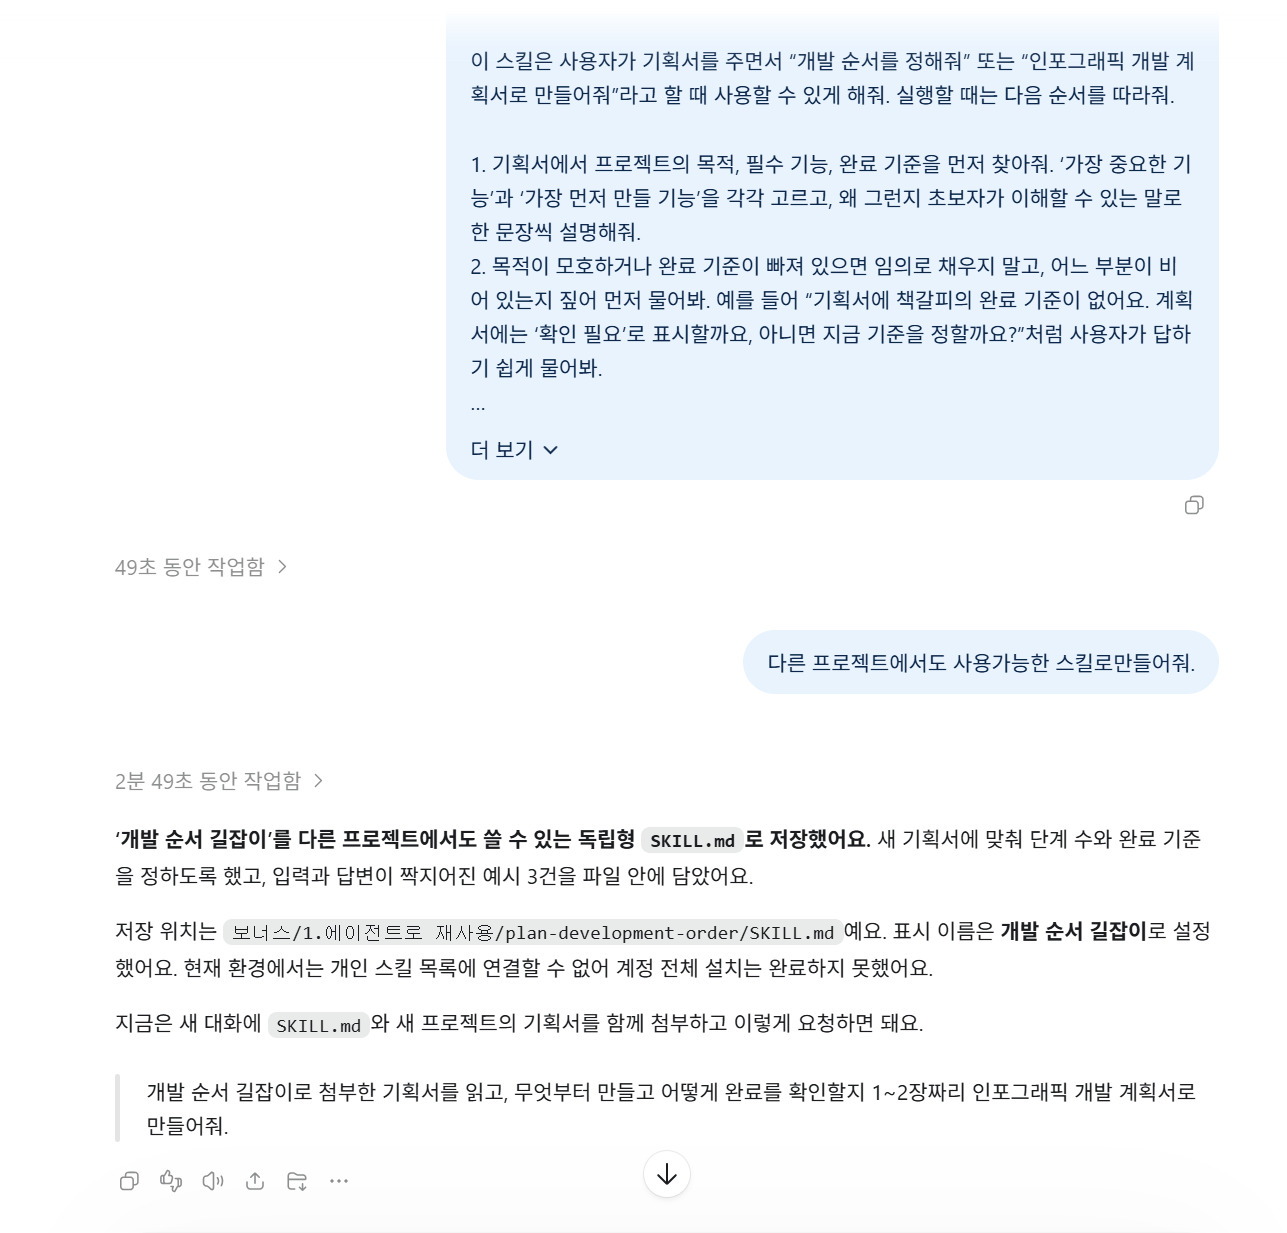 이 스킬은 사용자가 기획서를 주면서 “개발 순서를 정해줘” 또는 “인포그래픽 개발 계
획서로 만들어줘”라고 할 때 사용할 수 있게 해줘. 실행할 때는 다음 순서를 따라줘.
1. 기획서에서 프로젝트의 목적, 필수 기능, 완료 기준을 먼저 찾아줘. ‘가장 중요한 기
능’과 ‘가장 먼저 만들 기능’을 각각 고르고, 왜 그런지 초보자가 이해할 수 있는 말로
한 문장씩 설명해줘.
2. 목적이 모호하거나 완료 기준이 빠져 있으면 임의로 채우지 말고, 어느 부분이 비
어 있는지 짚어 먼저 물어봐. 예를 들어 “기획서에 책갈피의 완료 기준이 없어요. 계획
서에는 ‘확인 필요’로 표시할까요, 아니면 지금 기준을 정할까요?”처럼 사용자가 답하
기 쉽게 물어봐.
...
더 보기
49초 동안 작업함
다른 프로젝트에서도 사용가능한 스킬로만들어줘.
2분 49초 동안 작업함
‘개발 순서 길잡이’를 다른 프로젝트에서도 쓸 수 있는 독립형 SKILL.md로 저장했어요. 새 기획서에 맞춰 단계 수와 완료 기준
을 정하도록 했고, 입력과 답변이 짝지어진 예시 3건을 파일 안에 담았어요.
저장 위치는 보너스/1.에이전트로 재사용/plan-development-order/SKILL.md예요. 표시 이름은 개발 순서 길잡이로 설정
했어요. 현재 환경에서는 개인 스킬 목록에 연결할 수 없어 계정 전체 설치는 완료하지 못했어요.
지금은 새 대화에 SKILL.md와 새 프로젝트의 기획서를 함께 첨부하고 이렇게 요청하면 돼요.
개발 순서 길잡이로 첨부한 기획서를 읽고, 무엇부터 만들고 어떻게 완료를 확인할지 1~2장짜리 인포그래픽 개발 계획서로
만들어줘.